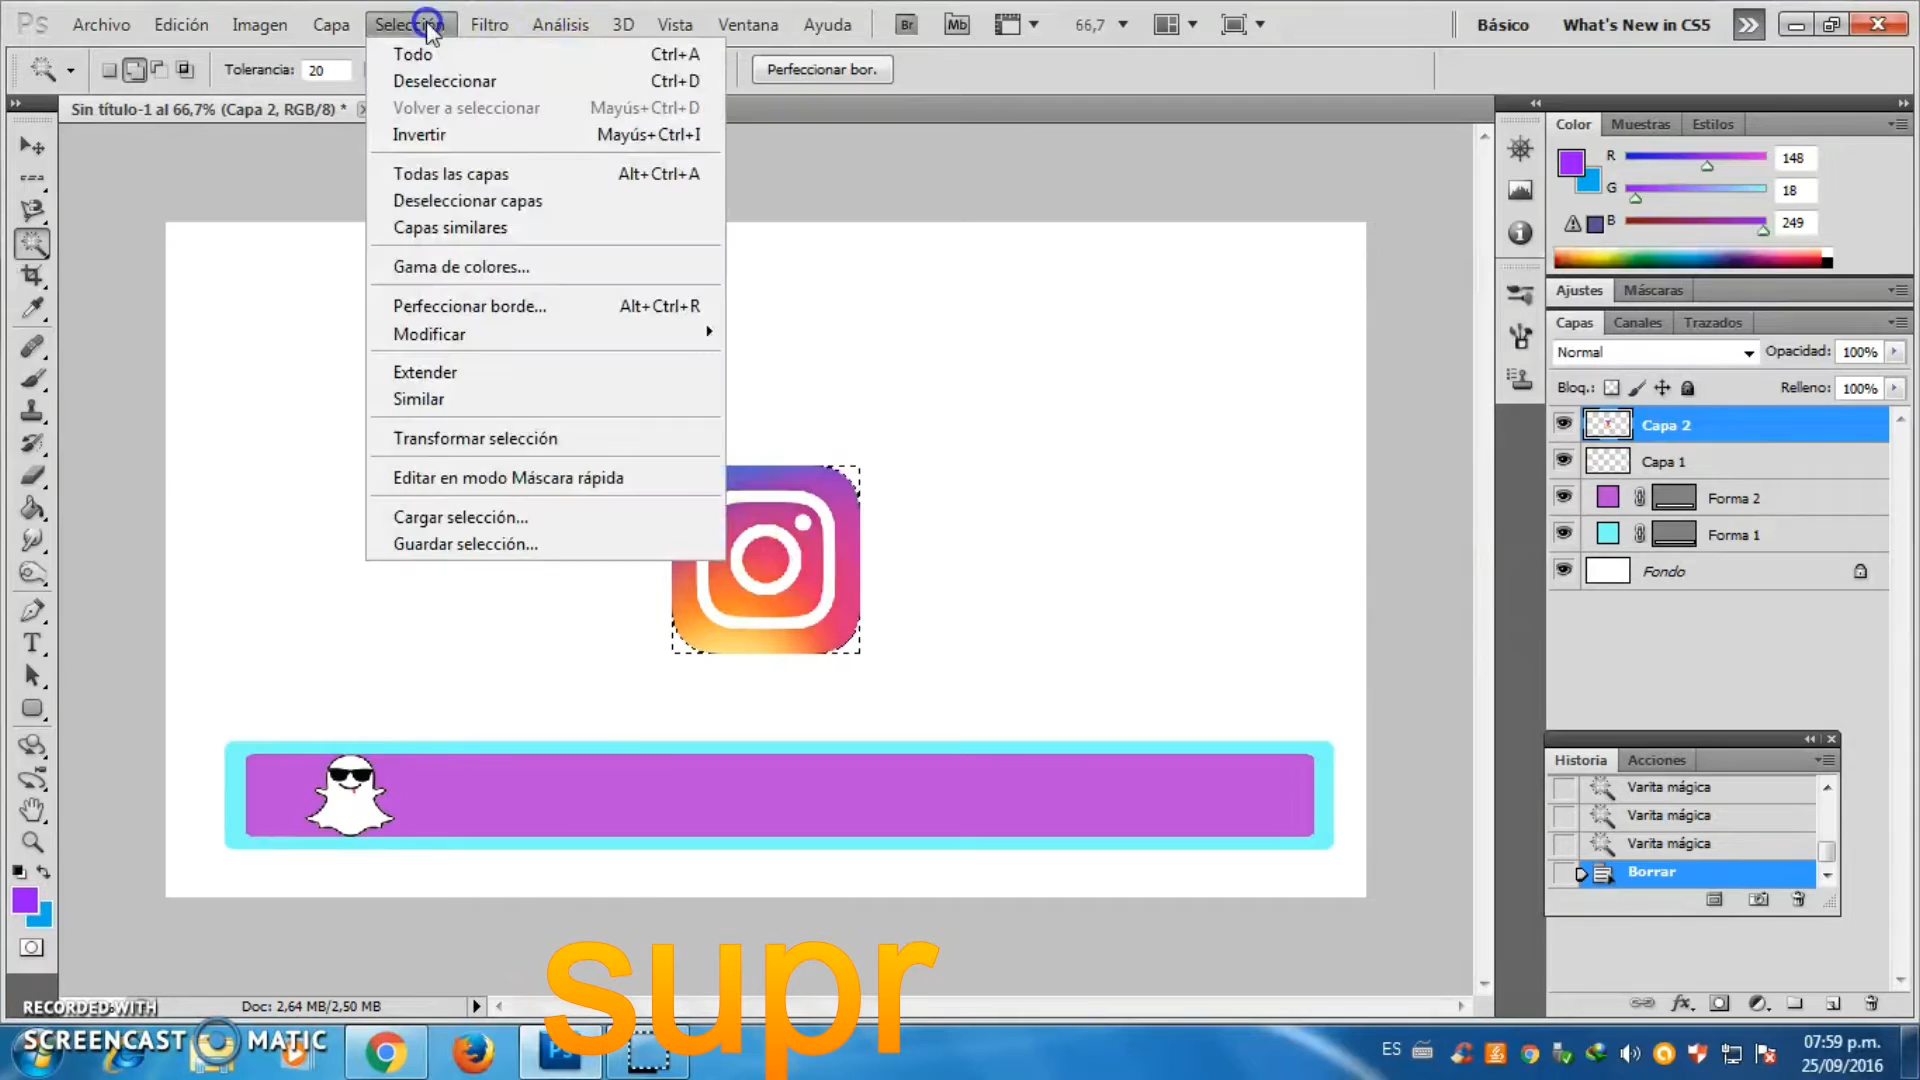 Ps Archivo Edición Imagen Capa Selección Filtro Análisis 3D Vista Ventana Ayuda Br Mb 66,7 Básico What's New in CS5
Tolerancia: 20 Perfeccionar bor.
Sin título-1 al 66,7% (Capa 2, RGB/8) *
Todo Ctrl+A
Deseleccionar Ctrl+D
Volver a seleccionar Mayús+Ctrl+D
Invertir Mayús+Ctrl+I
Todas las capas Alt+Ctrl+A
Deseleccionar capas
Capas similares
Gama de colores...
Perfeccionar borde... Alt+Ctrl+R
Modificar
Extender
Similar
Transformar selección
Editar en modo Máscara rápida
Cargar selección...
Guardar selección...
Color Muestras Estilos
R 148
G 18
B 249
Ajustes Máscaras
Capas Canales Trazados
Normal Opacidad: 100%
Bloq.: Relleno: 100%
Capa 2
Capa 1
Forma 2
Forma 1
Fondo
Historia Acciones
Varita mágica
Varita mágica
Varita mágica
Borrar
fx
T
Doc: 2,64 MB/2,50 MB
supr
RECORDED WITH
SCREENCAST MATIC
Ps
ES
07:59 p.m.
25/09/2016